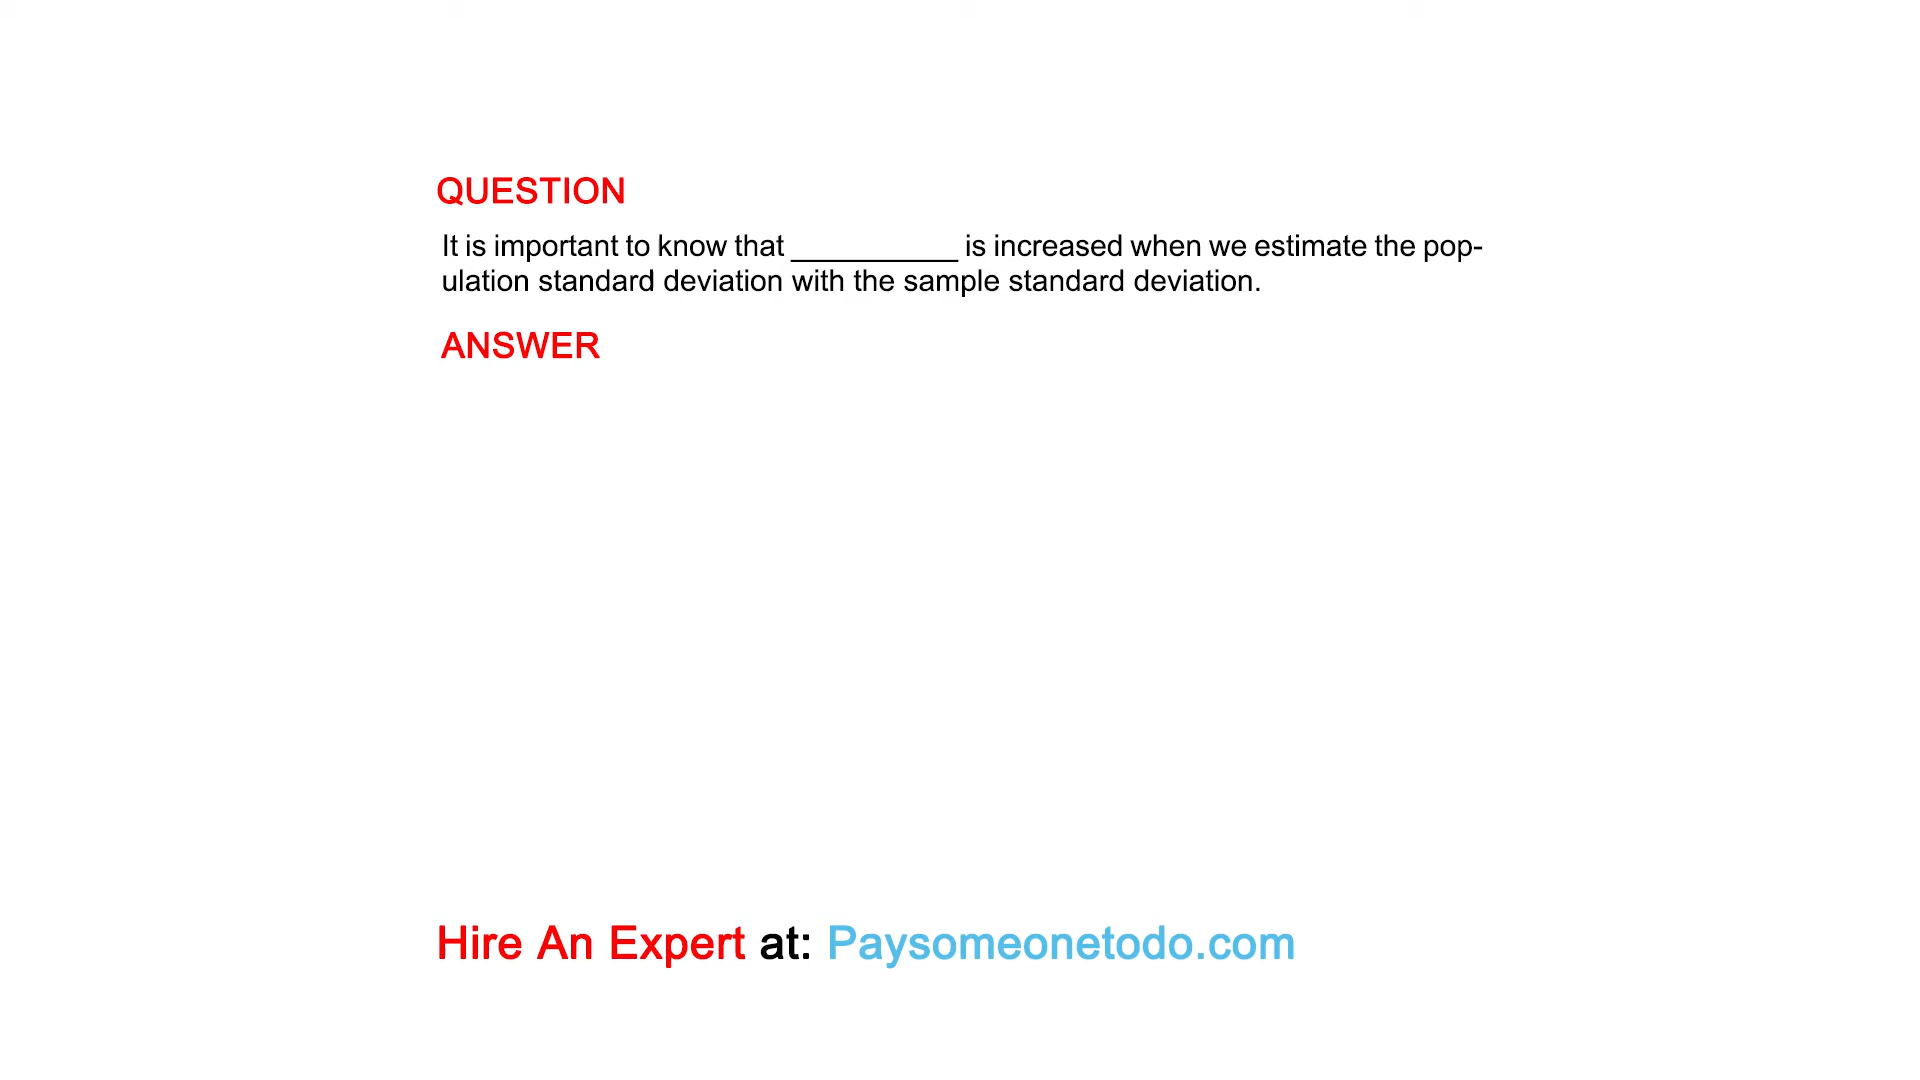 QUESTION
It is important to know that __________ is increased when we estimate the pop-
ulation standard deviation with the sample standard deviation.
ANSWER
Hire An Expert at: Paysomeonetodo.com